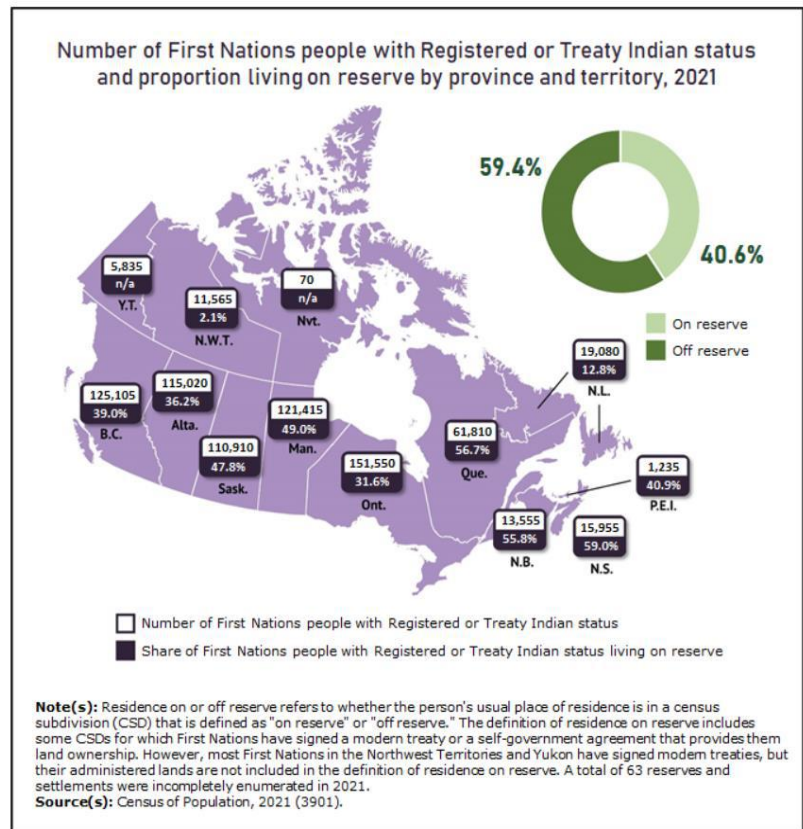 Number of First Nations people with Registered or Treaty Indian status
and proportion living on reserve by province and territory, 2021
59.4%
40.6%
On reserve
Off reserve
5,835
n/a
Y.T.
11,565
2.1%
N.W.T.
70
n/a
Nvt.
19,080
12.8%
N.L.
125,105
39.0%
B.C.
115,020
36.2%
Alta.
110,910
47.8%
Sask.
121,415
49.0%
Man.
151,550
31.6%
Ont.
61,810
56.7%
Que.
1,235
40.9%
P.E.I.
13,555
55.8%
N.B.
15,955
59.0%
N.S.
Number of First Nations people with Registered or Treaty Indian status
Share of First Nations people with Registered or Treaty Indian status living on reserve
Note(s): Residence on or off reserve refers to whether the person's usual place of residence is in a census
subdivision (CSD) that is defined as "on reserve" or "off reserve." The definition of residence on reserve includes
some CSDs for which First Nations have signed a modern treaty or a self-government agreement that provides them
land ownership. However, most First Nations in the Northwest Territories and Yukon have signed modern treaties, but
their administered lands are not included in the definition of residence on reserve. A total of 63 reserves and
settlements were incompletely enumerated in 2021.
Source(s): Census of Population, 2021 (3901).